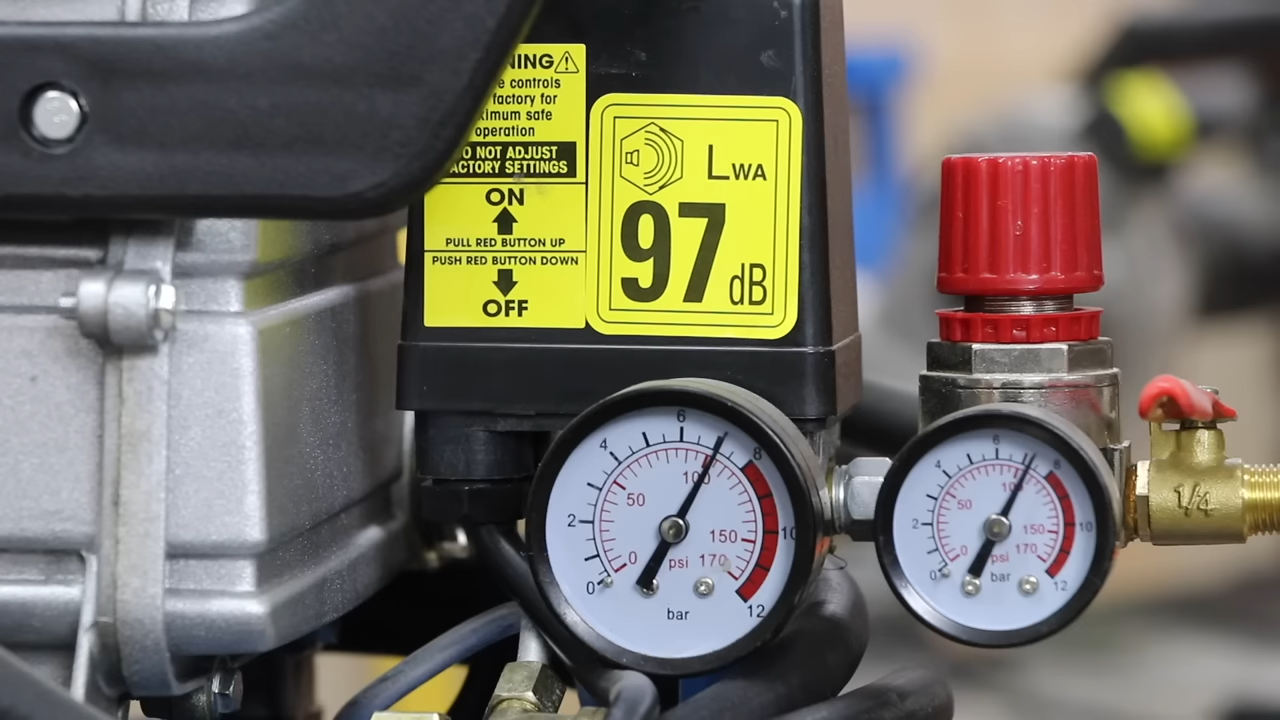 NING
e controls
factory for
ximum safe
operation
O NOT ADJUST
ACTORY SETTINGS
ON
PULL RED BUTTON UP
PUSH RED BUTTON DOWN
OFF
LWA
97 dB
0 2 4 6 8 10 12
0 50 100 150 170
psi
bar
0 2 4 6 8 10 12
0 50 100 150 170
psi
bar
1/4